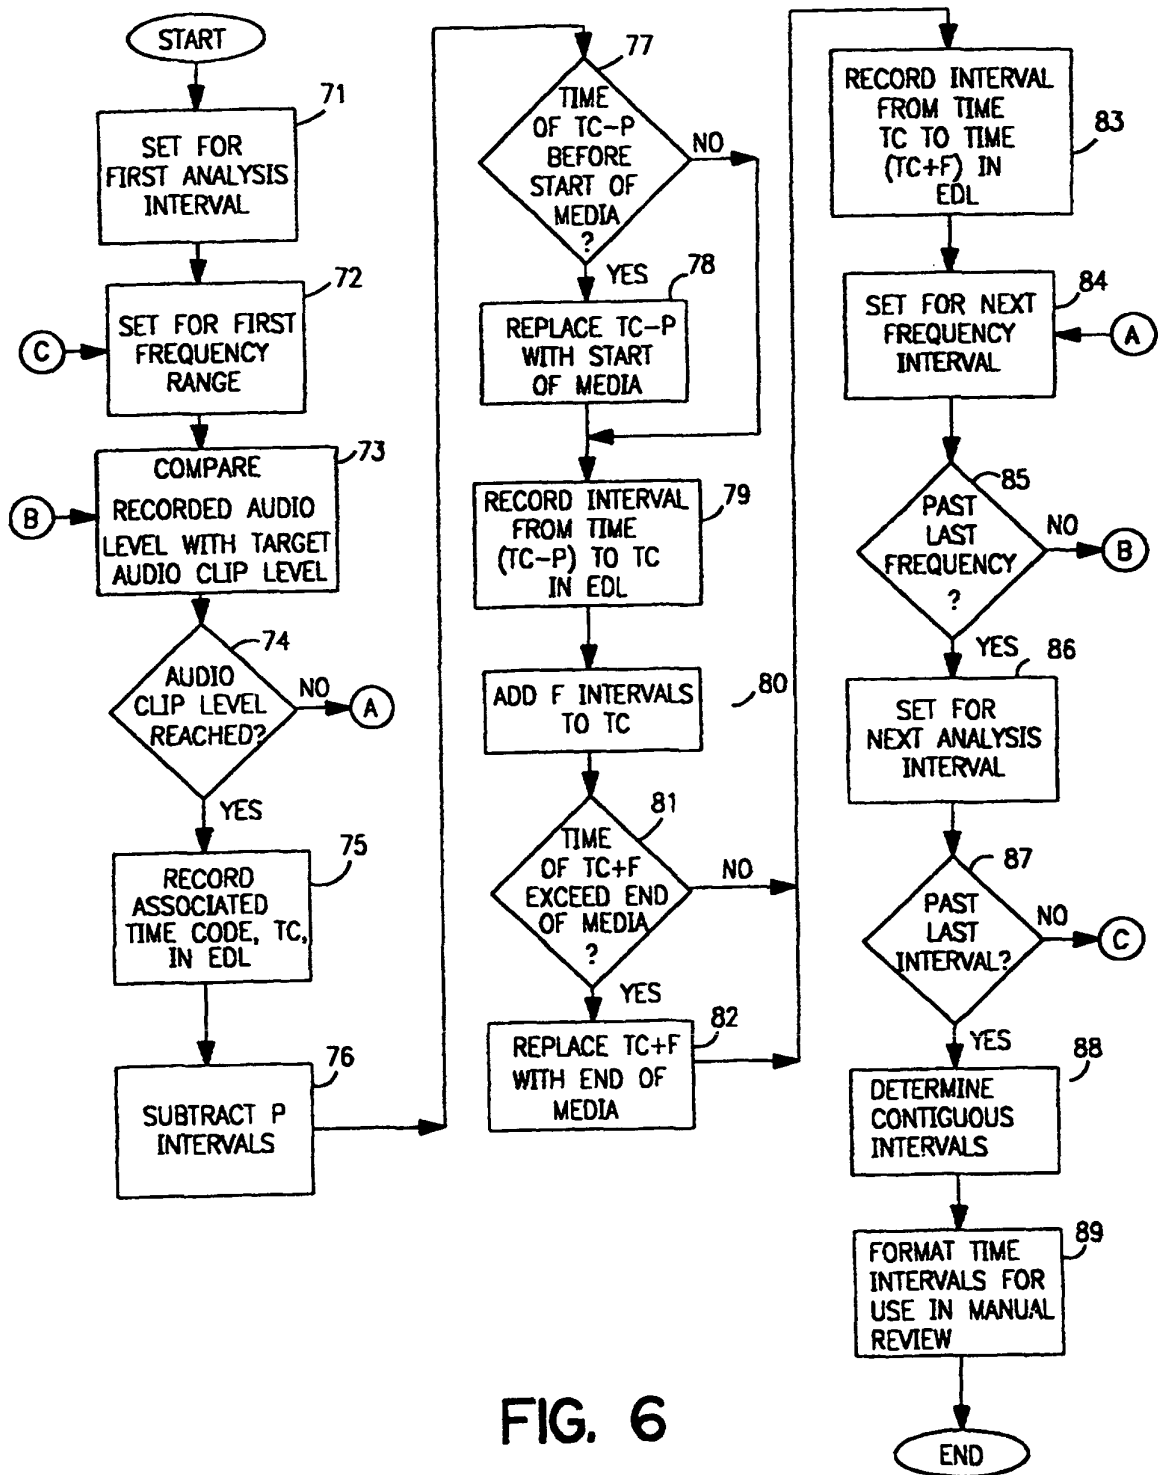 START
71
SET FOR
FIRST ANALYSIS
INTERVAL
72
C
SET FOR FIRST
FREQUENCY
RANGE
73
B
COMPARE
RECORDED AUDIO
LEVEL WITH TARGET
AUDIO CLIP LEVEL
74
AUDIO
CLIP LEVEL
REACHED?
NO
A
YES
75
RECORD
ASSOCIATED
TIME CODE, TC,
IN EDL
76
SUBTRACT P
INTERVALS
77
TIME
OF TC-P
BEFORE
START OF
MEDIA
?
NO
YES
78
REPLACE TC-P
WITH START
OF MEDIA
79
RECORD INTERVAL
FROM TIME
(TC-P) TO TC
IN EDL
80
ADD F INTERVALS
TO TC
81
TIME
OF TC+F
EXCEED END
OF MEDIA
?
NO
YES
82
REPLACE TC+F
WITH END OF
MEDIA
83
RECORD INTERVAL
FROM TIME
TC TO TIME
(TC+F) IN
EDL
84
SET FOR NEXT
FREQUENCY
INTERVAL
A
85
PAST
LAST
FREQUENCY
?
NO
B
YES
86
SET FOR
NEXT ANALYSIS
INTERVAL
87
PAST
LAST
INTERVAL?
NO
C
YES
88
DETERMINE
CONTIGUOUS
INTERVALS
89
FORMAT TIME
INTERVALS FOR
USE IN MANUAL
REVIEW
END
FIG. 6